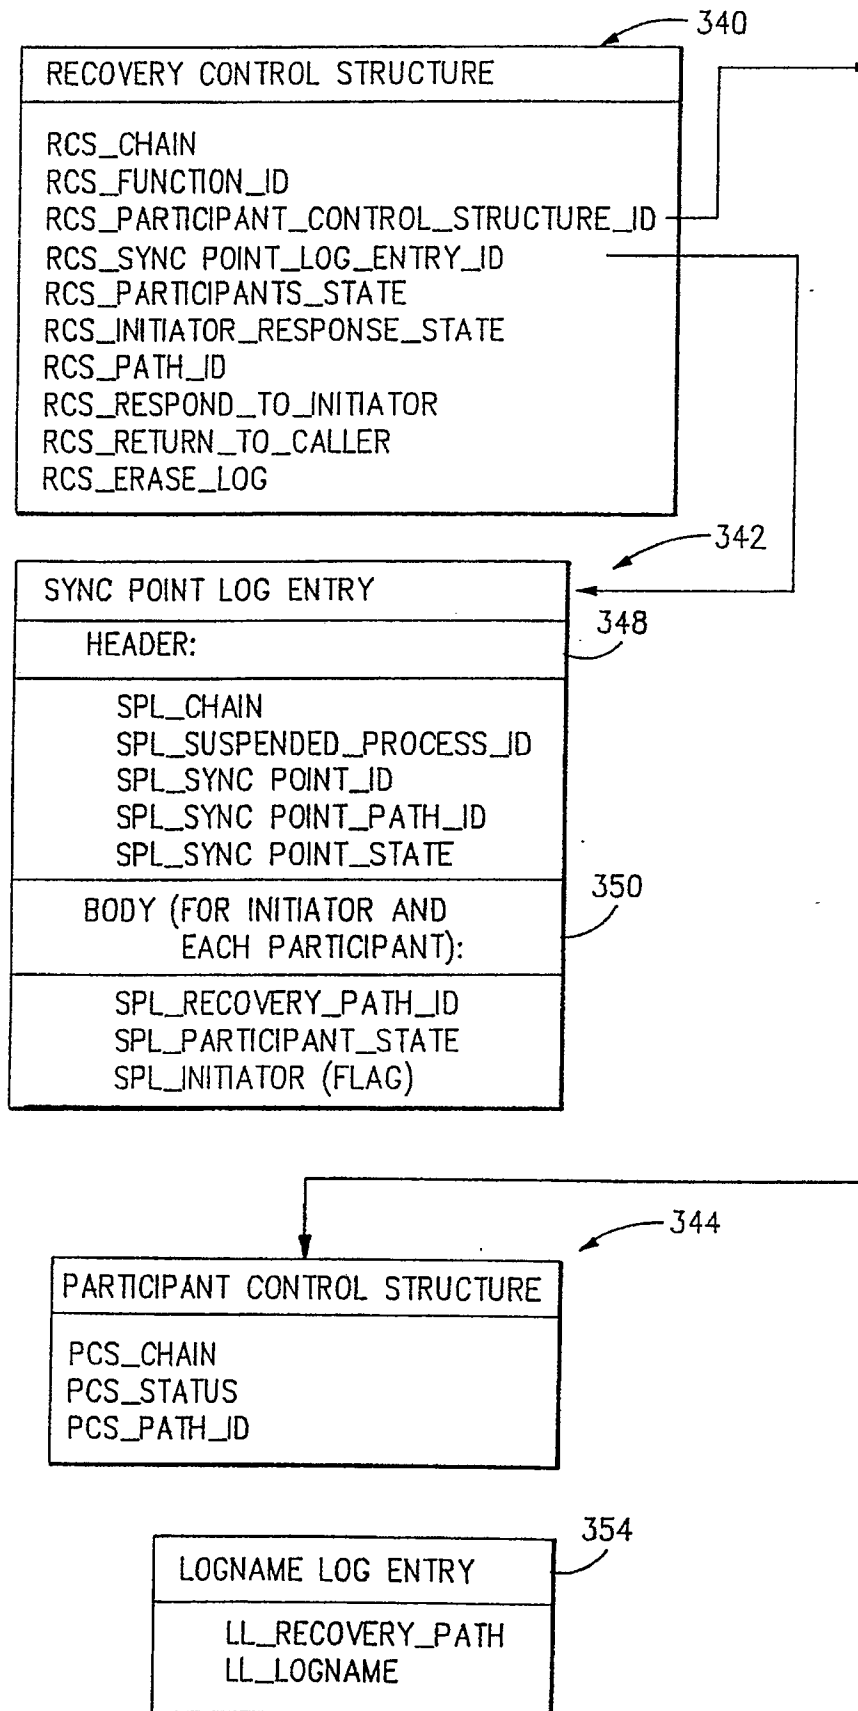 340
RECOVERY CONTROL STRUCTURE
RCS_CHAIN
RCS_FUNCTION_ID
RCS_PARTICIPANT_CONTROL_STRUCTURE_ID
RCS_SYNC POINT_LOG_ENTRY_ID
RCS_PARTICIPANTS_STATE
RCS_INITIATOR_RESPONSE_STATE
RCS_PATH_ID
RCS_RESPOND_TO_INITIATOR
RCS_RETURN_TO_CALLER
RCS_ERASE_LOG
342
SYNC POINT LOG ENTRY
348
HEADER:
SPL_CHAIN
SPL_SUSPENDED_PROCESS_ID
SPL_SYNC POINT_ID
SPL_SYNC POINT_PATH_ID
SPL_SYNC POINT_STATE
350
BODY (FOR INITIATOR AND
EACH PARTICIPANT):
SPL_RECOVERY_PATH_ID
SPL_PARTICIPANT_STATE
SPL_INITIATOR (FLAG)
344
PARTICIPANT CONTROL STRUCTURE
PCS_CHAIN
PCS_STATUS
PCS_PATH_ID
354
LOGNAME LOG ENTRY
LL_RECOVERY_PATH
LL_LOGNAME